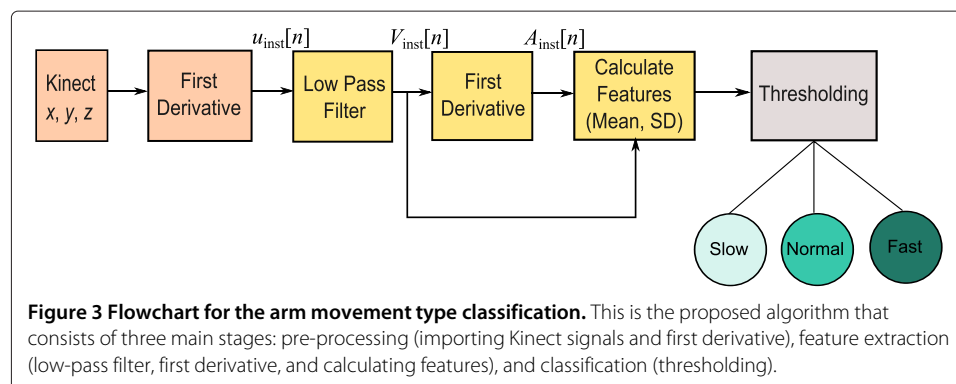 u_inst[n] V_inst[n] A_inst[n]
Kinect
x, y, z
First
Derivative
Low Pass
Filter
First
Derivative
Calculate
Features
(Mean, SD)
Thresholding
Slow
Normal
Fast
Figure 3 Flowchart for the arm movement type classification. This is the proposed algorithm that
consists of three main stages: pre-processing (importing Kinect signals and first derivative), feature extraction
(low-pass filter, first derivative, and calculating features), and classification (thresholding).